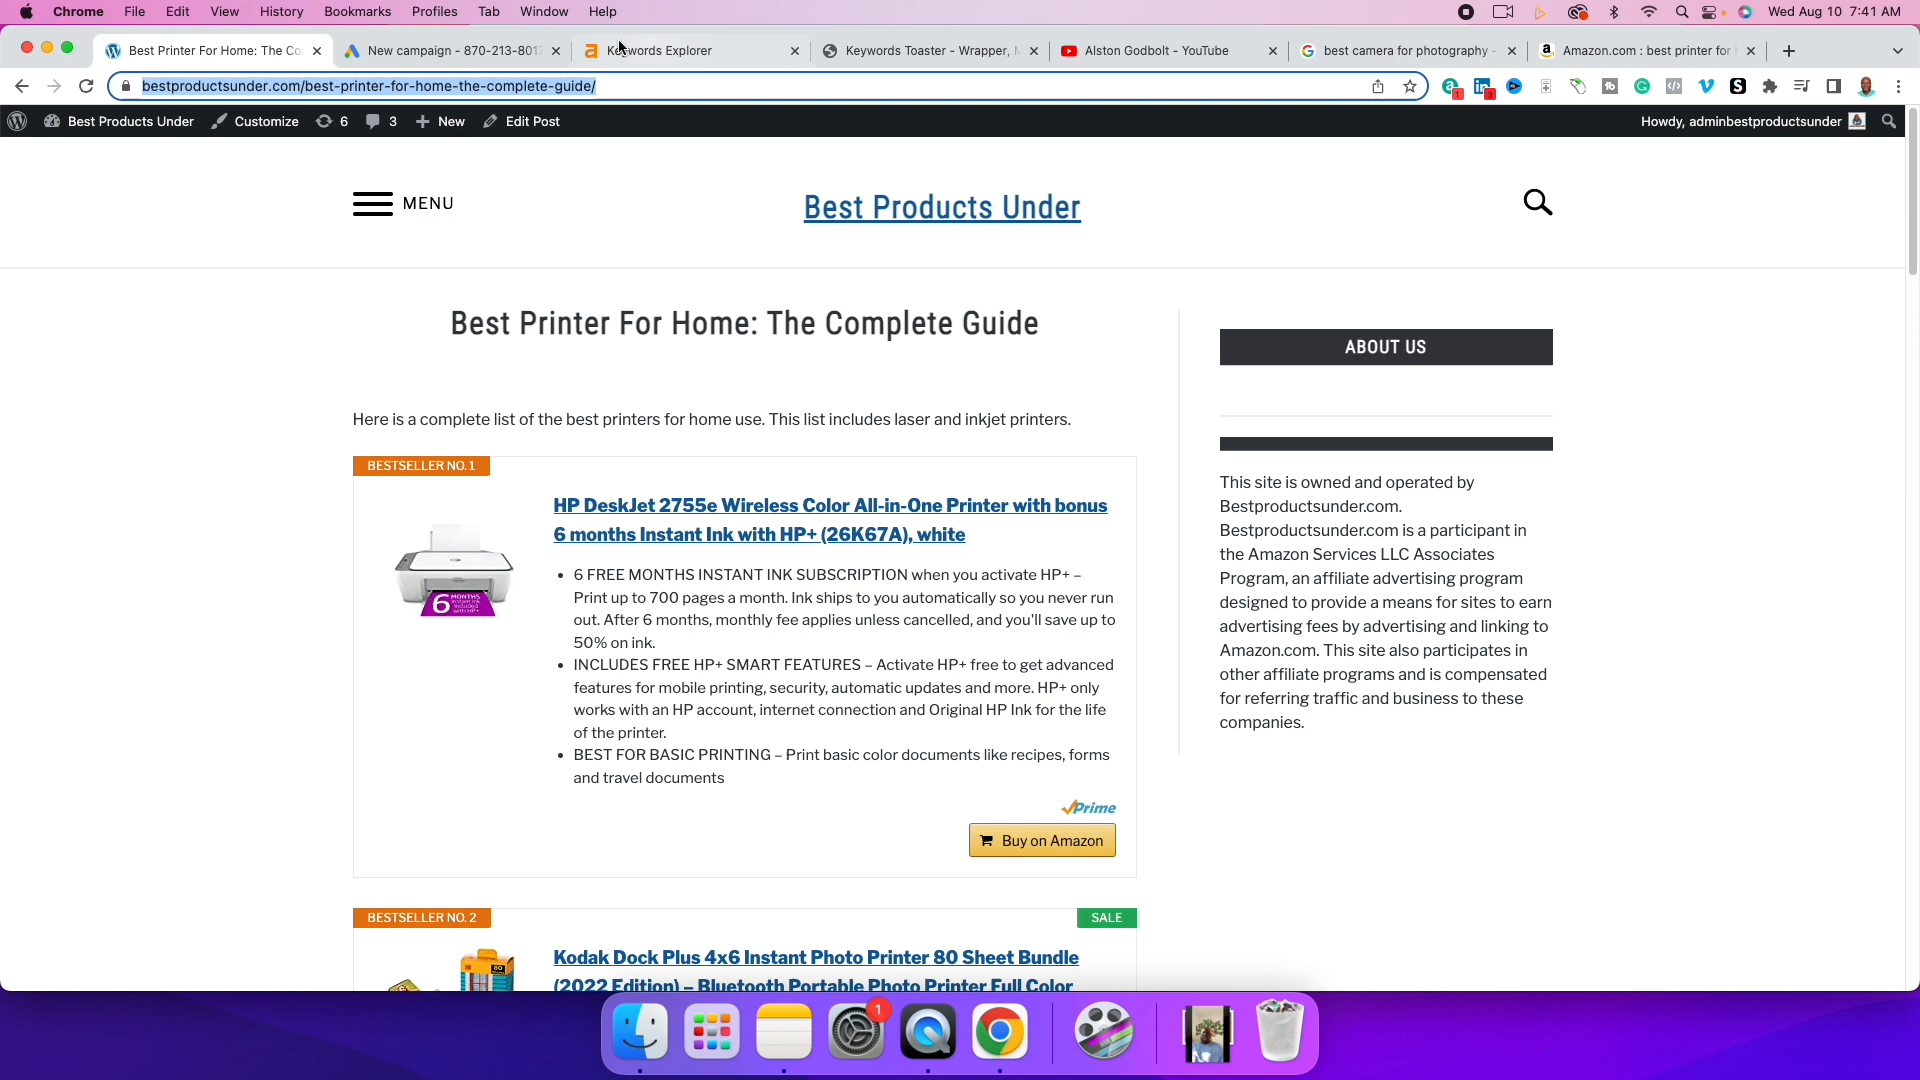 Chrome File Edit View History Bookmarks Profiles Tab Window Help Wed Aug 10 7:41 AM
Best Printer For Home: The Co New campaign - 870-213-801 Keywords Explorer Keywords Toaster - Wrapper, Alston Godbolt - YouTube best camera for photography - Amazon.com : best printer for
bestproductsunder.com/best-printer-for-home-the-complete-guide/ 1 3
Best Products Under Customize 6 3 New Edit Post Howdy, adminbestproductsunder
MENU
Best Products Under
Best Printer For Home: The Complete Guide
Here is a complete list of the best printers for home use. This list includes laser and inkjet printers.
BESTSELLER NO. 1
HP DeskJet 2755e Wireless Color All-in-One Printer with bonus
6 months Instant Ink with HP+ (26K67A), white
6 MONTHS
• 6 FREE MONTHS INSTANT INK SUBSCRIPTION when you activate HP+ –
Print up to 700 pages a month. Ink ships to you automatically so you never run
out. After 6 months, monthly fee applies unless cancelled, and you'll save up to
50% on ink.
• INCLUDES FREE HP+ SMART FEATURES – Activate HP+ free to get advanced
features for mobile printing, security, automatic updates and more. HP+ only
works with an HP account, internet connection and Original HP Ink for the life
of the printer.
• BEST FOR BASIC PRINTING – Print basic color documents like recipes, forms
and travel documents
Prime
Buy on Amazon
BESTSELLER NO. 2
SALE
Kodak Dock Plus 4x6 Instant Photo Printer 80 Sheet Bundle
(2022 Edition) – Bluetooth Portable Photo Printer Full Color
ABOUT US
This site is owned and operated by
Bestproductsunder.com.
Bestproductsunder.com is a participant in
the Amazon Services LLC Associates
Program, an affiliate advertising program
designed to provide a means for sites to earn
advertising fees by advertising and linking to
Amazon.com. This site also participates in
other affiliate programs and is compensated
for referring traffic and business to these
companies.
1